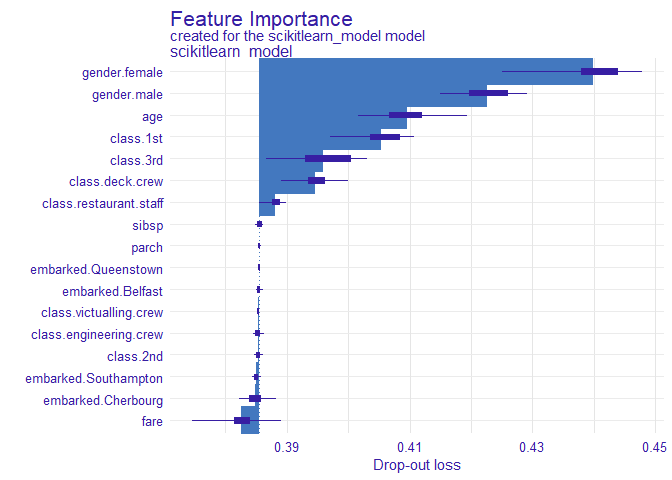 Feature Importance
created for the scikitlearn_model model
scikitlearn_model
gender.female
gender.male
age
class.1st
class.3rd
class.deck.crew
class.restaurant.staff
sibsp
parch
embarked.Queenstown
embarked.Belfast
class.victualling.crew
class.engineering.crew
class.2nd
embarked.Southampton
embarked.Cherbourg
fare
0.39 0.41 0.43 0.45
Drop-out loss